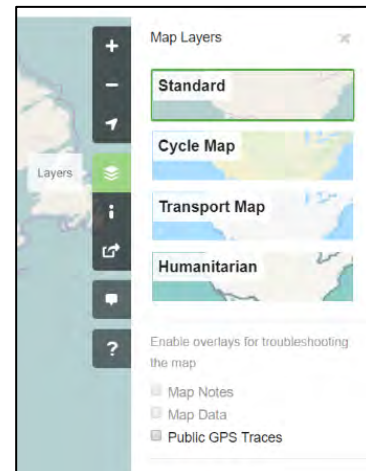 Map Layers
Layers
Standard
Cycle Map
Transport Map
Humanitarian
Enable overlays for troubleshooting
the map
Map Notes
Map Data
Public GPS Traces